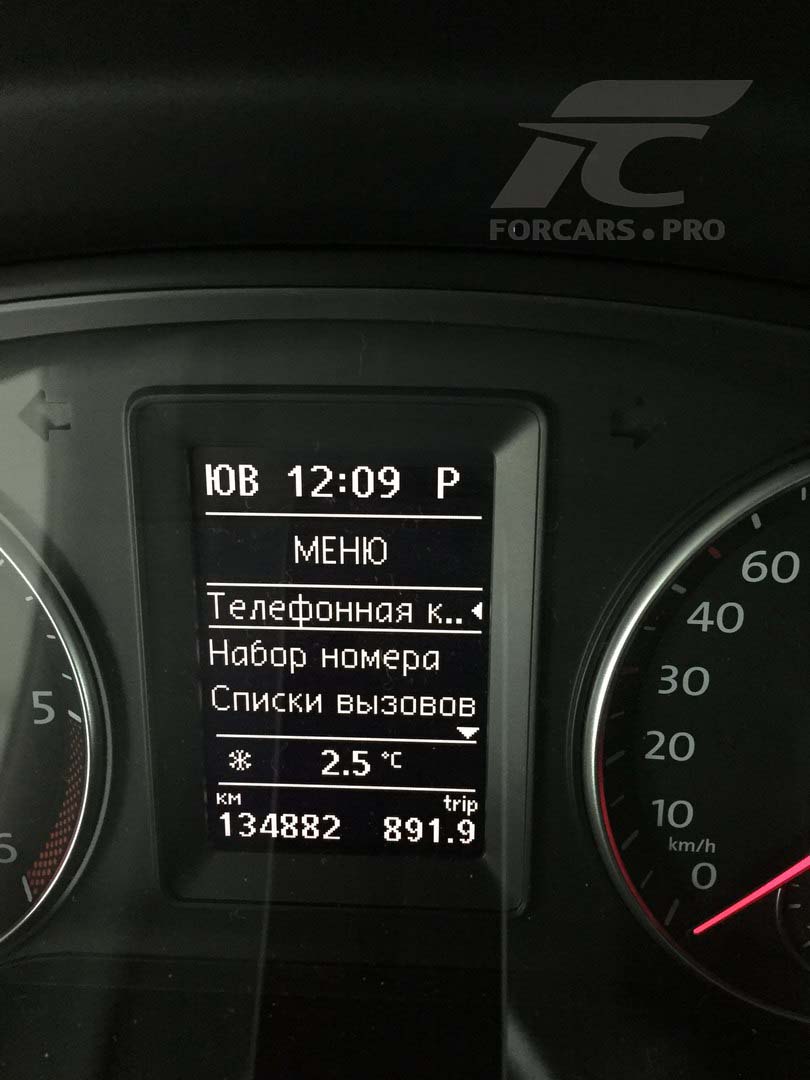 FC
FORCARS.PRO
ЮВ 12:09 P
МЕНЮ
Телефонная к..
Набор номера
Списки вызовов
2.5 °C
км trip
134882 891.9
5
6
60
40
30
20
10
km/h
0